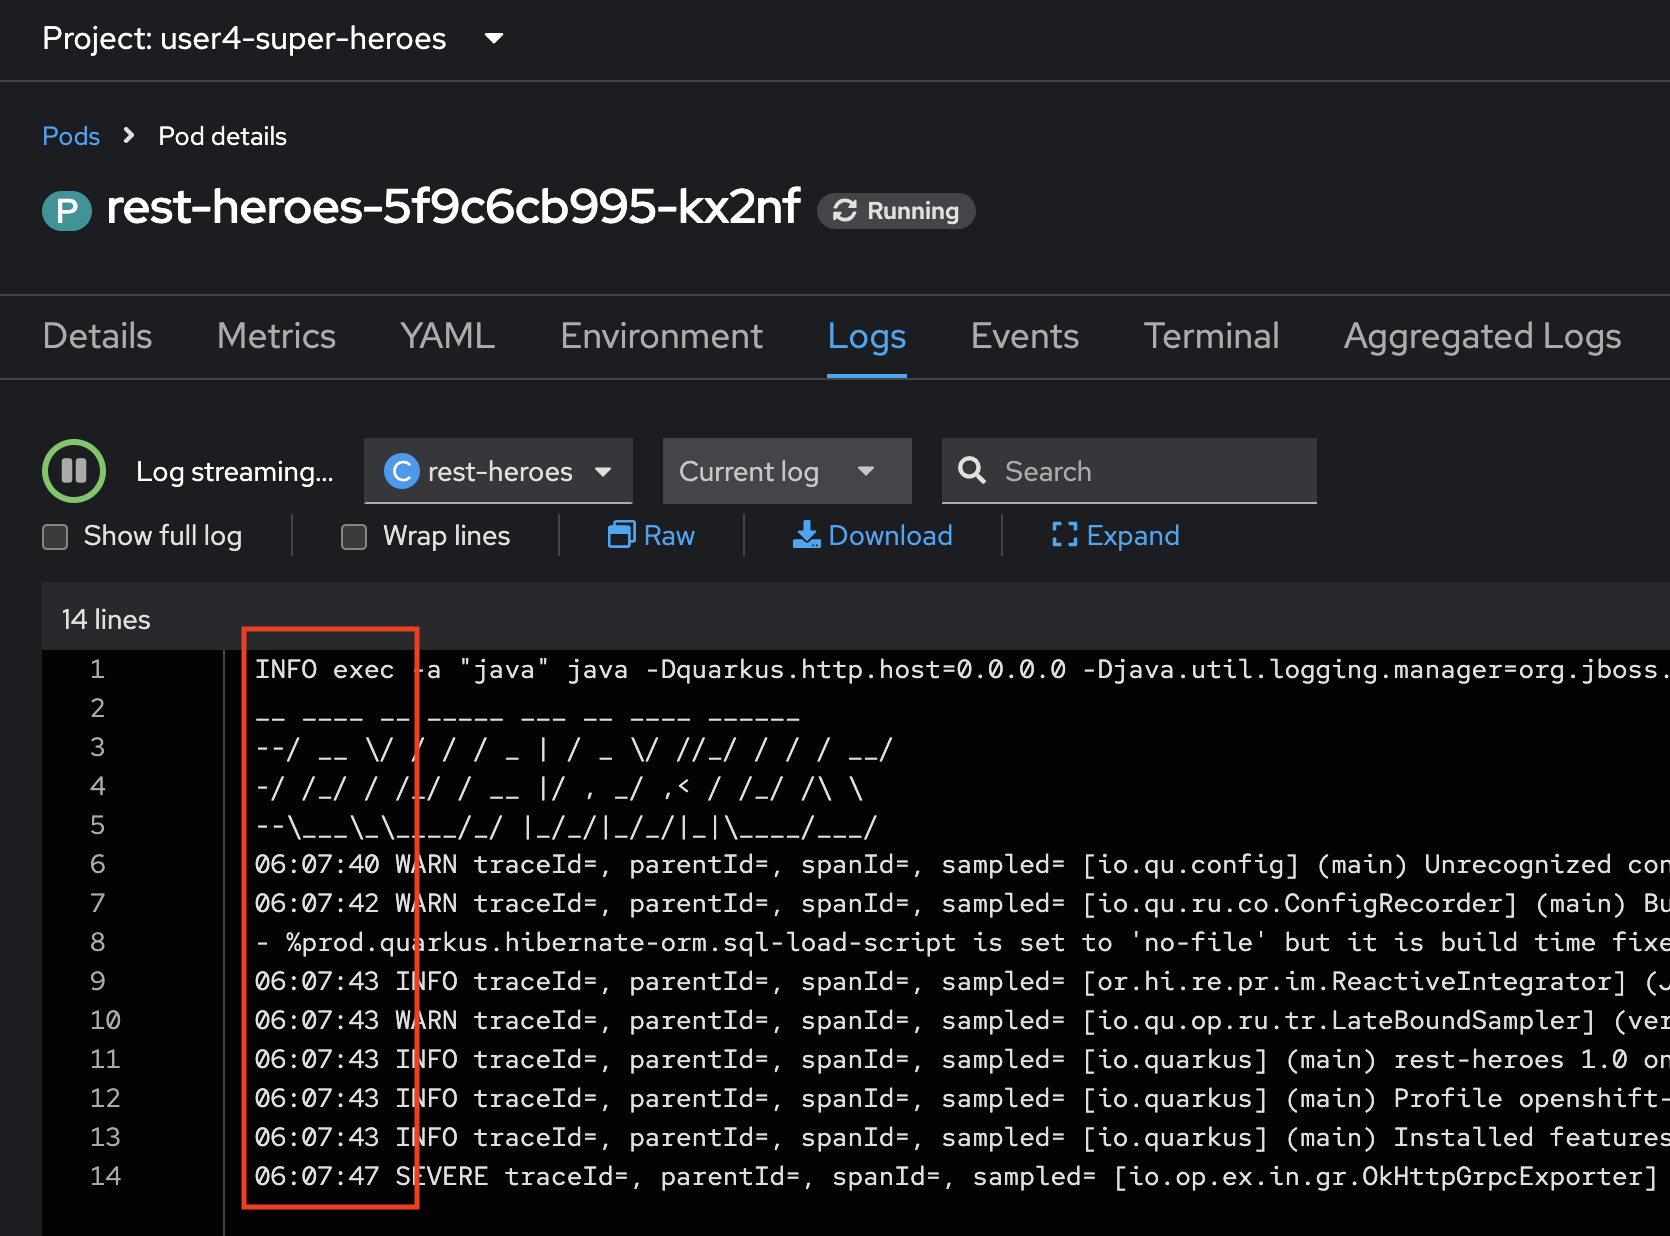 Project: user4-super-heroes
Pods > Pod details
P rest-heroes-5f9c6cb995-kx2nf Running
Details Metrics YAML Environment Logs Events Terminal Aggregated Logs
Log streaming... C rest-heroes Current log Search
Show full log Wrap lines Raw Download Expand
14 lines
1 INFO exec -a "java" java -Dquarkus.http.host=0.0.0.0 -Djava.util.logging.manager=org.jboss.
2 __ ____ __ _____ ___ __ ____ ______
3 --/ __ \/ / / / _ | / _ \/ //_/ / / / __/
4 -/ /_/ / /_/ / __ |/ , _/ ,< / /_/ /\ \
5 --\___\_\____/_/ |_/_/|_/_/|_|\____/___/
6 06:07:40 WARN traceId=, parentId=, spanId=, sampled= [io.qu.config] (main) Unrecognized con
7 06:07:42 WARN traceId=, parentId=, spanId=, sampled= [io.qu.ru.co.ConfigRecorder] (main) Bu
8 - %prod.quarkus.hibernate-orm.sql-load-script is set to 'no-file' but it is build time fixe
9 06:07:43 INFO traceId=, parentId=, spanId=, sampled= [or.hi.re.pr.im.ReactiveIntegrator] (J
10 06:07:43 WARN traceId=, parentId=, spanId=, sampled= [io.qu.op.ru.tr.LateBoundSampler] (ver
11 06:07:43 INFO traceId=, parentId=, spanId=, sampled= [io.quarkus] (main) rest-heroes 1.0 on
12 06:07:43 INFO traceId=, parentId=, spanId=, sampled= [io.quarkus] (main) Profile openshift-
13 06:07:43 INFO traceId=, parentId=, spanId=, sampled= [io.quarkus] (main) Installed features
14 06:07:47 SEVERE traceId=, parentId=, spanId=, sampled= [io.op.ex.in.gr.OkHttpGrpcExporter]